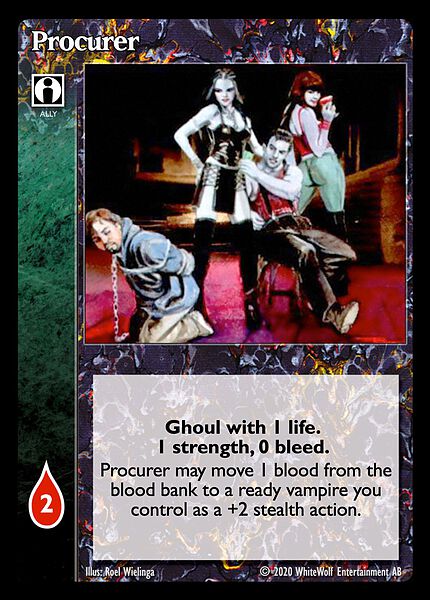 Procurer
ALLY
Ghoul with 1 life.
1 strength, 0 bleed.
Procurer may move 1 blood from the
blood bank to a ready vampire you
control as a +2 stealth action.
2
Illus: Roel Wielinga
© 2020 WhiteWolf Entertainment AB